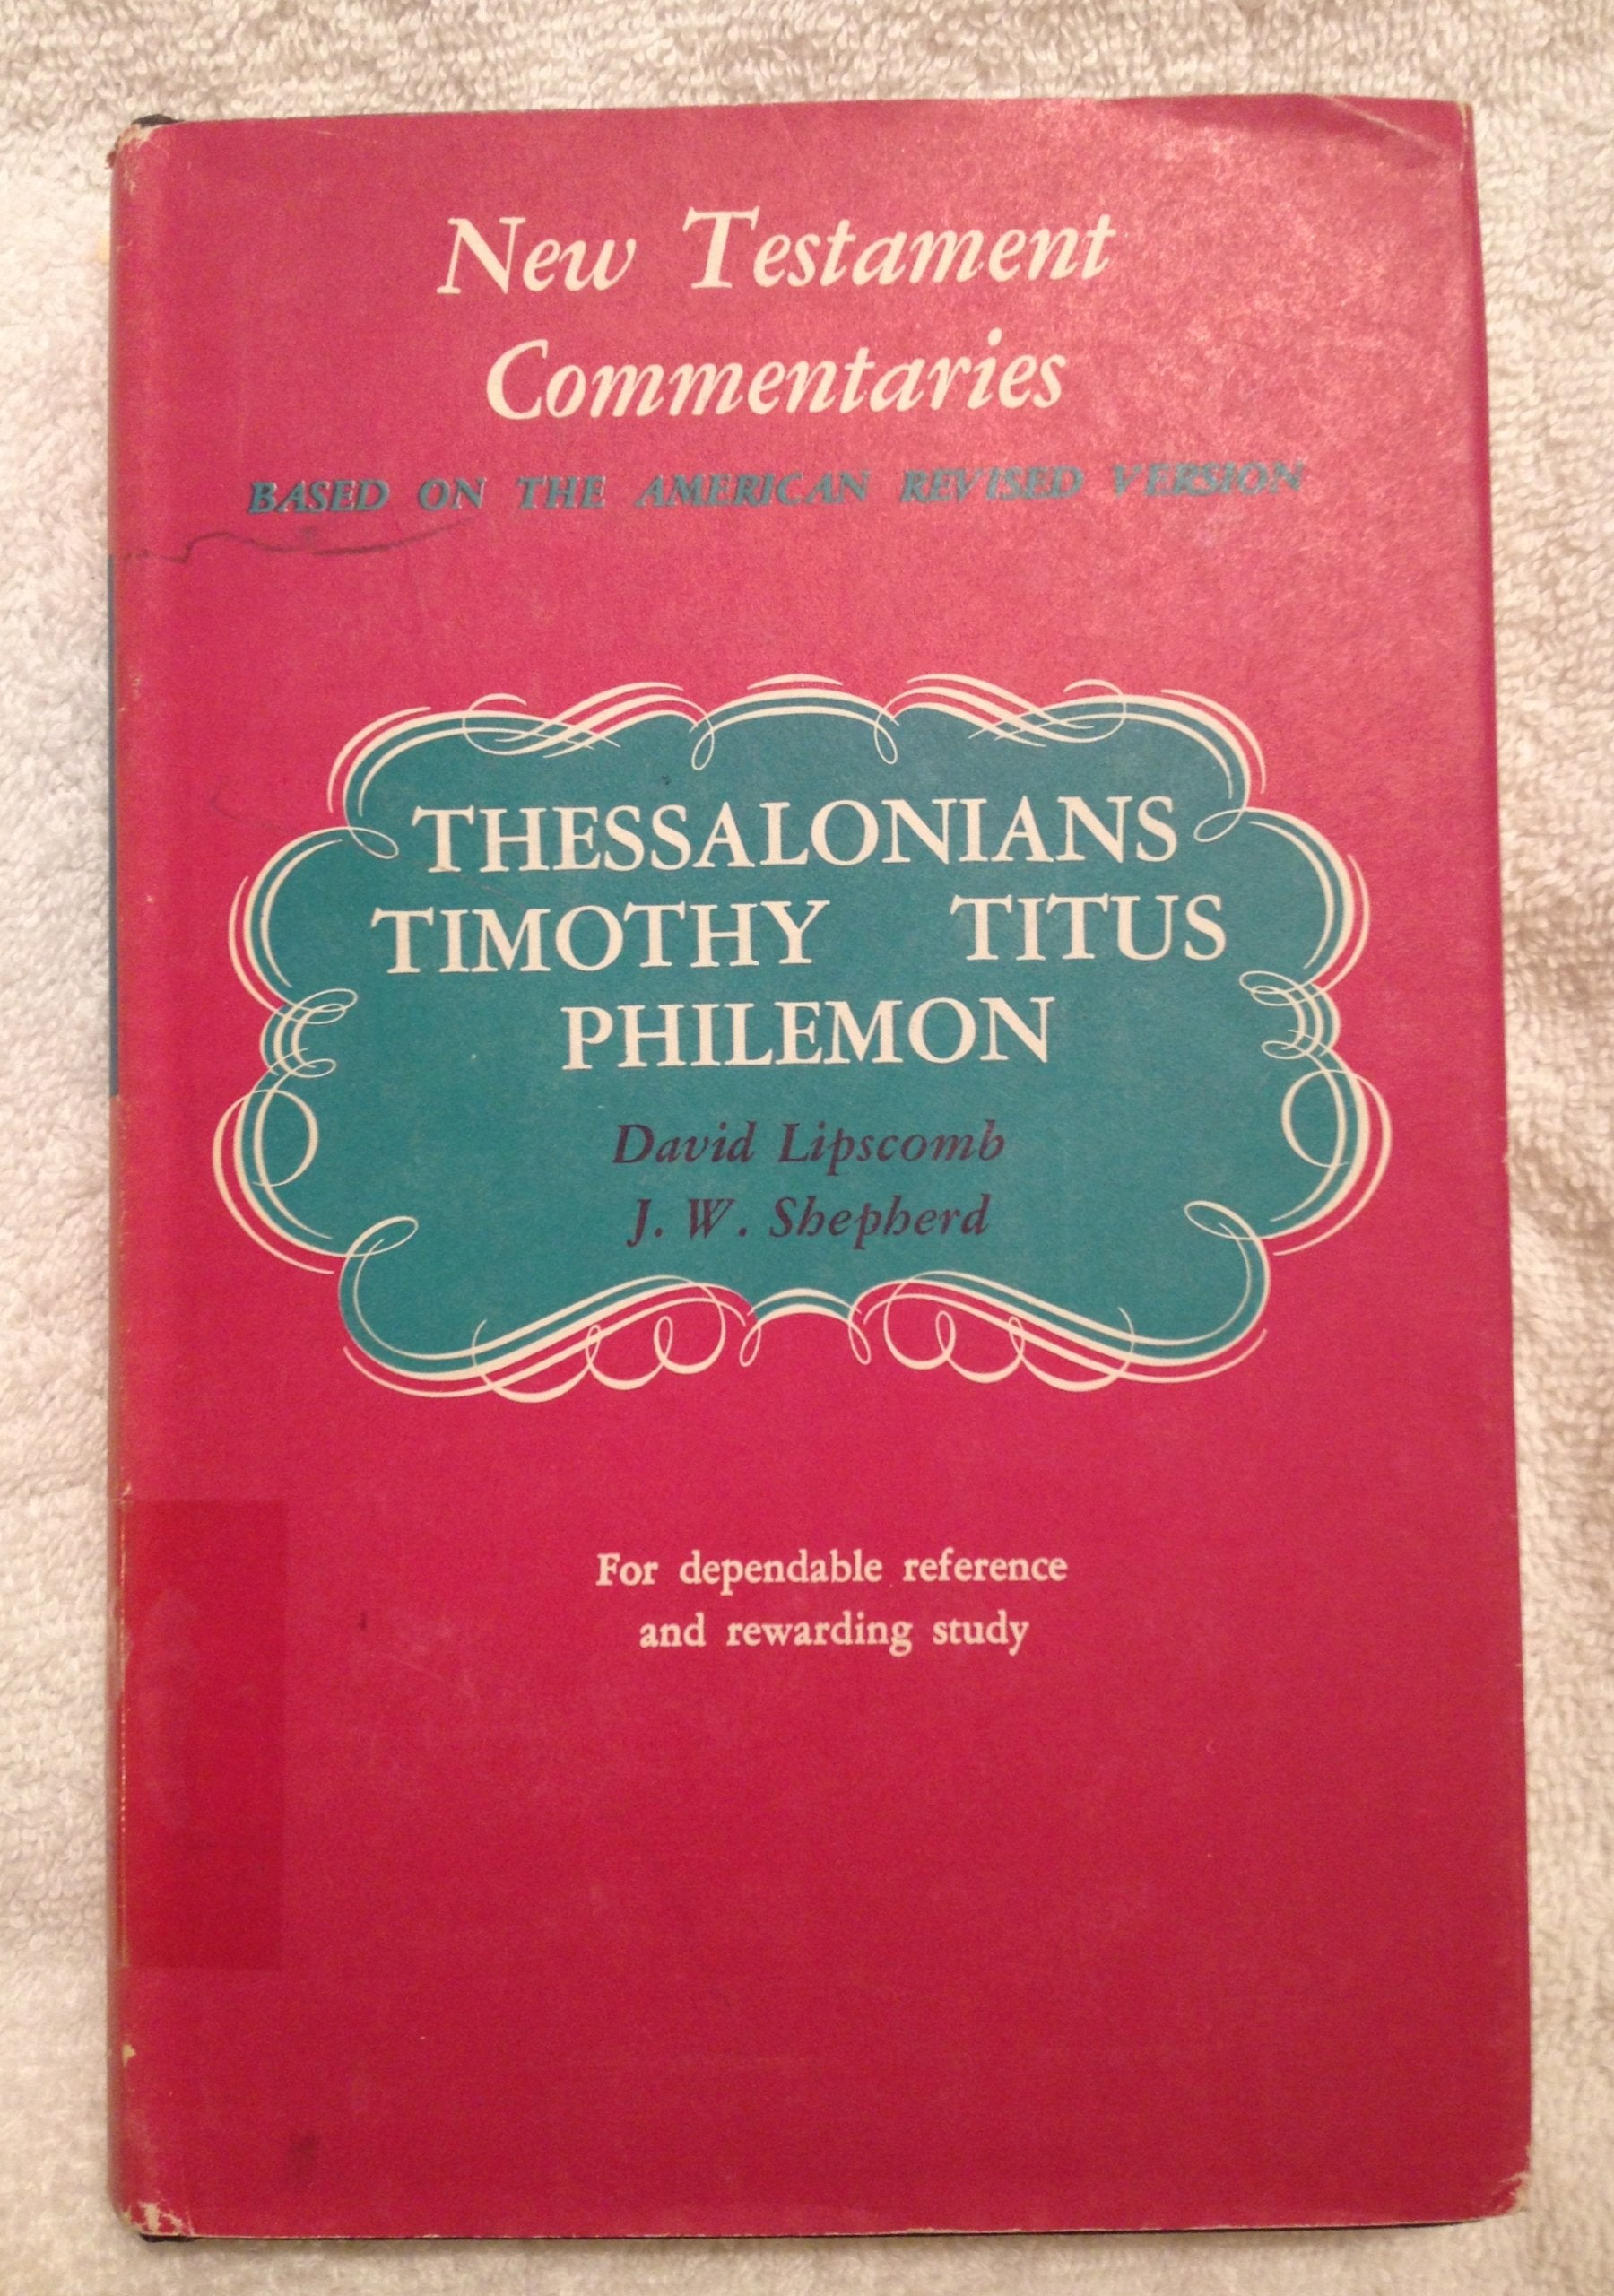 New Testament
Commentaries
BASED ON THE AMERICAN REVISED VERSION
THESSALONIANS
TIMOTHY TITUS
PHILEMON
David Lipscomb
J. W. Shepherd
For dependable reference
and rewarding study